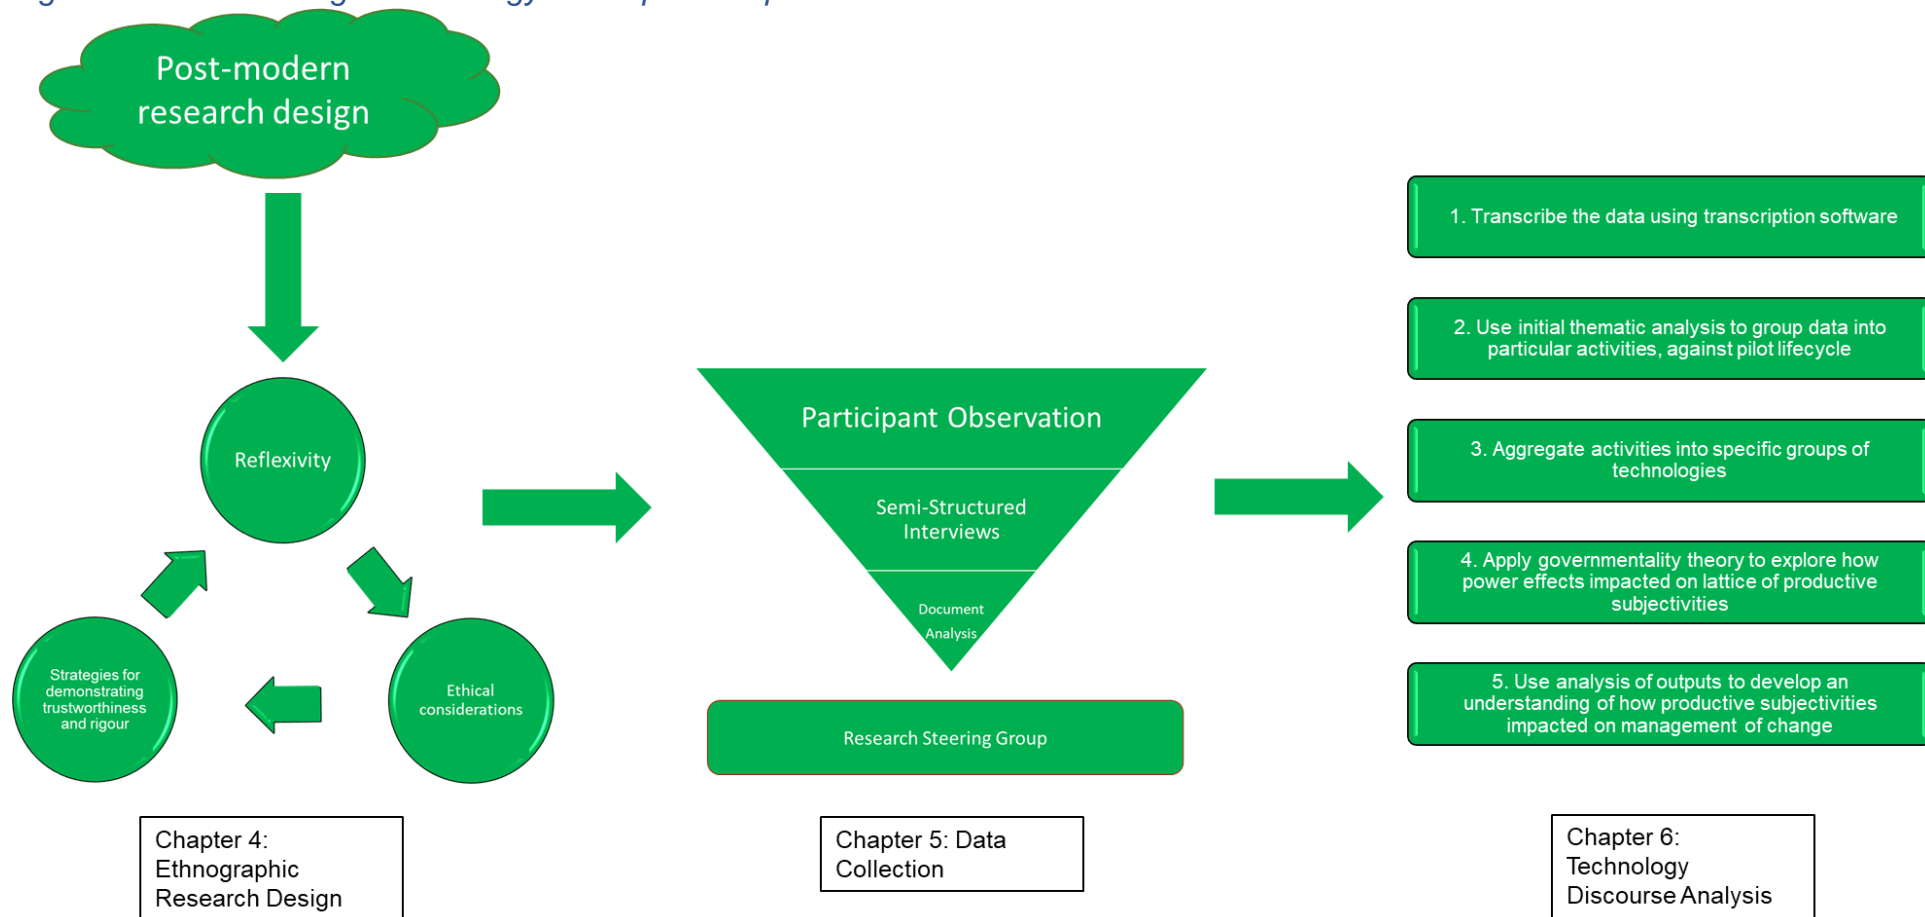 Post-modern
research design
Reflexivity
Ethical
considerations
Strategies for
demonstrating
trustworthiness
and rigour
Chapter 4:
Ethnographic
Research Design
Participant Observation
Semi-Structured
Interviews
Document
Analysis
Research Steering Group
Chapter 5: Data
Collection
1. Transcribe the data using transcription software
2. Use initial thematic analysis to group data into
particular activities, against pilot lifecycle
3. Aggregate activities into specific groups of
technologies
4. Apply governmentality theory to explore how
power effects impacted on lattice of productive
subjectivities
5. Use analysis of outputs to develop an
understanding of how productive subjectivities
impacted on management of change
Chapter 6:
Technology
Discourse Analysis